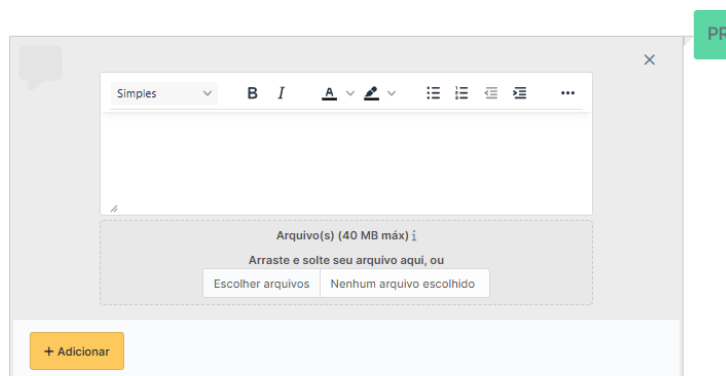 PR
Simples B I A
Arquivo(s) (40 MB máx) i
Arraste e solte seu arquivo aqui, ou
Escolher arquivos Nenhum arquivo escolhido
+ Adicionar